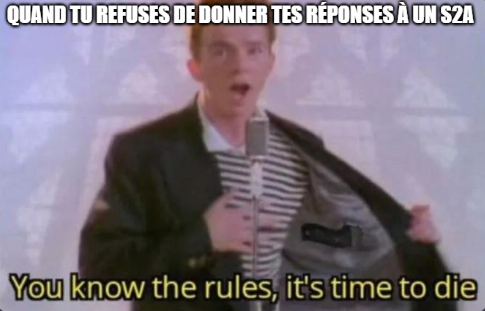 QUAND TU REFUSES DE DONNER TES RÉPONSES À UN S2A
You know the rules, it's time to die